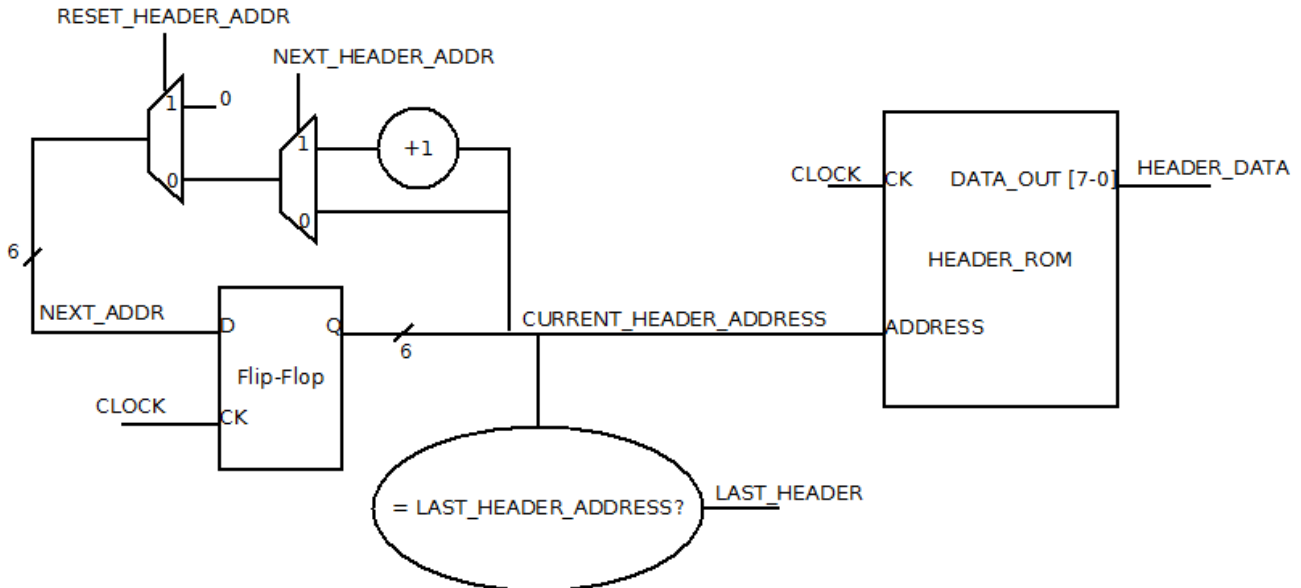 RESET_HEADER_ADDR
NEXT_HEADER_ADDR
1
0
1
+1
0
0
CLOCK
CK
DATA_OUT [7-0]
HEADER_DATA
HEADER_ROM
6
NEXT_ADDR
D
Q
6
CURRENT_HEADER_ADDRESS
ADDRESS
Flip-Flop
CLOCK
CK
= LAST_HEADER_ADDRESS?
LAST_HEADER